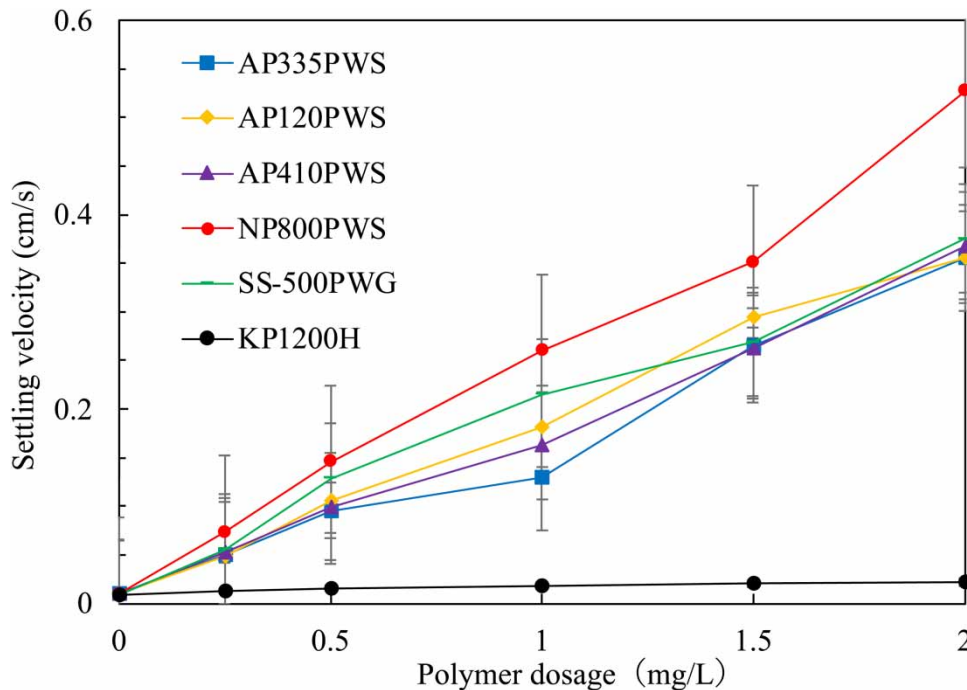 0.6
AP335PWS
AP120PWS
AP410PWS
NP800PWS
SS-500PWG
KP1200H
0.4
0.2
0
Settling velocity (cm/s)
0 0.5 1 1.5 2
Polymer dosage（mg/L）